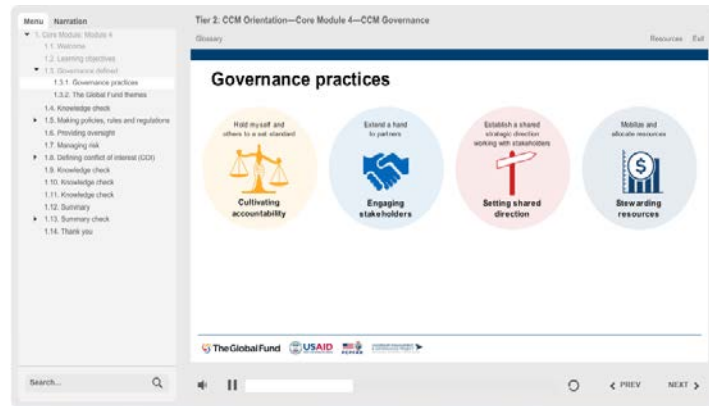 Menu Narration
Tier 2: CCM Orientation—Core Module 4—CCM Governance
Glossary
Resources Exit
1. Core Module: Module 4
1.1. Welcome
1.2. Learning objectives
1.3. Governance defined
1.3.1. Governance practices
1.3.2. The Global Fund themes
1.4. Knowledge check
1.5. Making policies, rules and regulations
1.6. Providing oversight
1.7. Managing risk
1.8. Defining conflict of interest (COI)
1.9. Knowledge check
1.10. Knowledge check
1.11. Knowledge check
1.12. Summary
1.13. Summary check
1.14. Thank you
Governance practices
Hold myself and
others to a set standard
Cultivating
accountability
Extend a hand
to partners
Engaging
stakeholders
Establish a shared
strategic direction
working with stakeholders
Setting shared
direction
Mobilize and
allocate resources
Stewarding
resources
The Global Fund
USAID
PEPFAR
Search...
PREV
NEXT